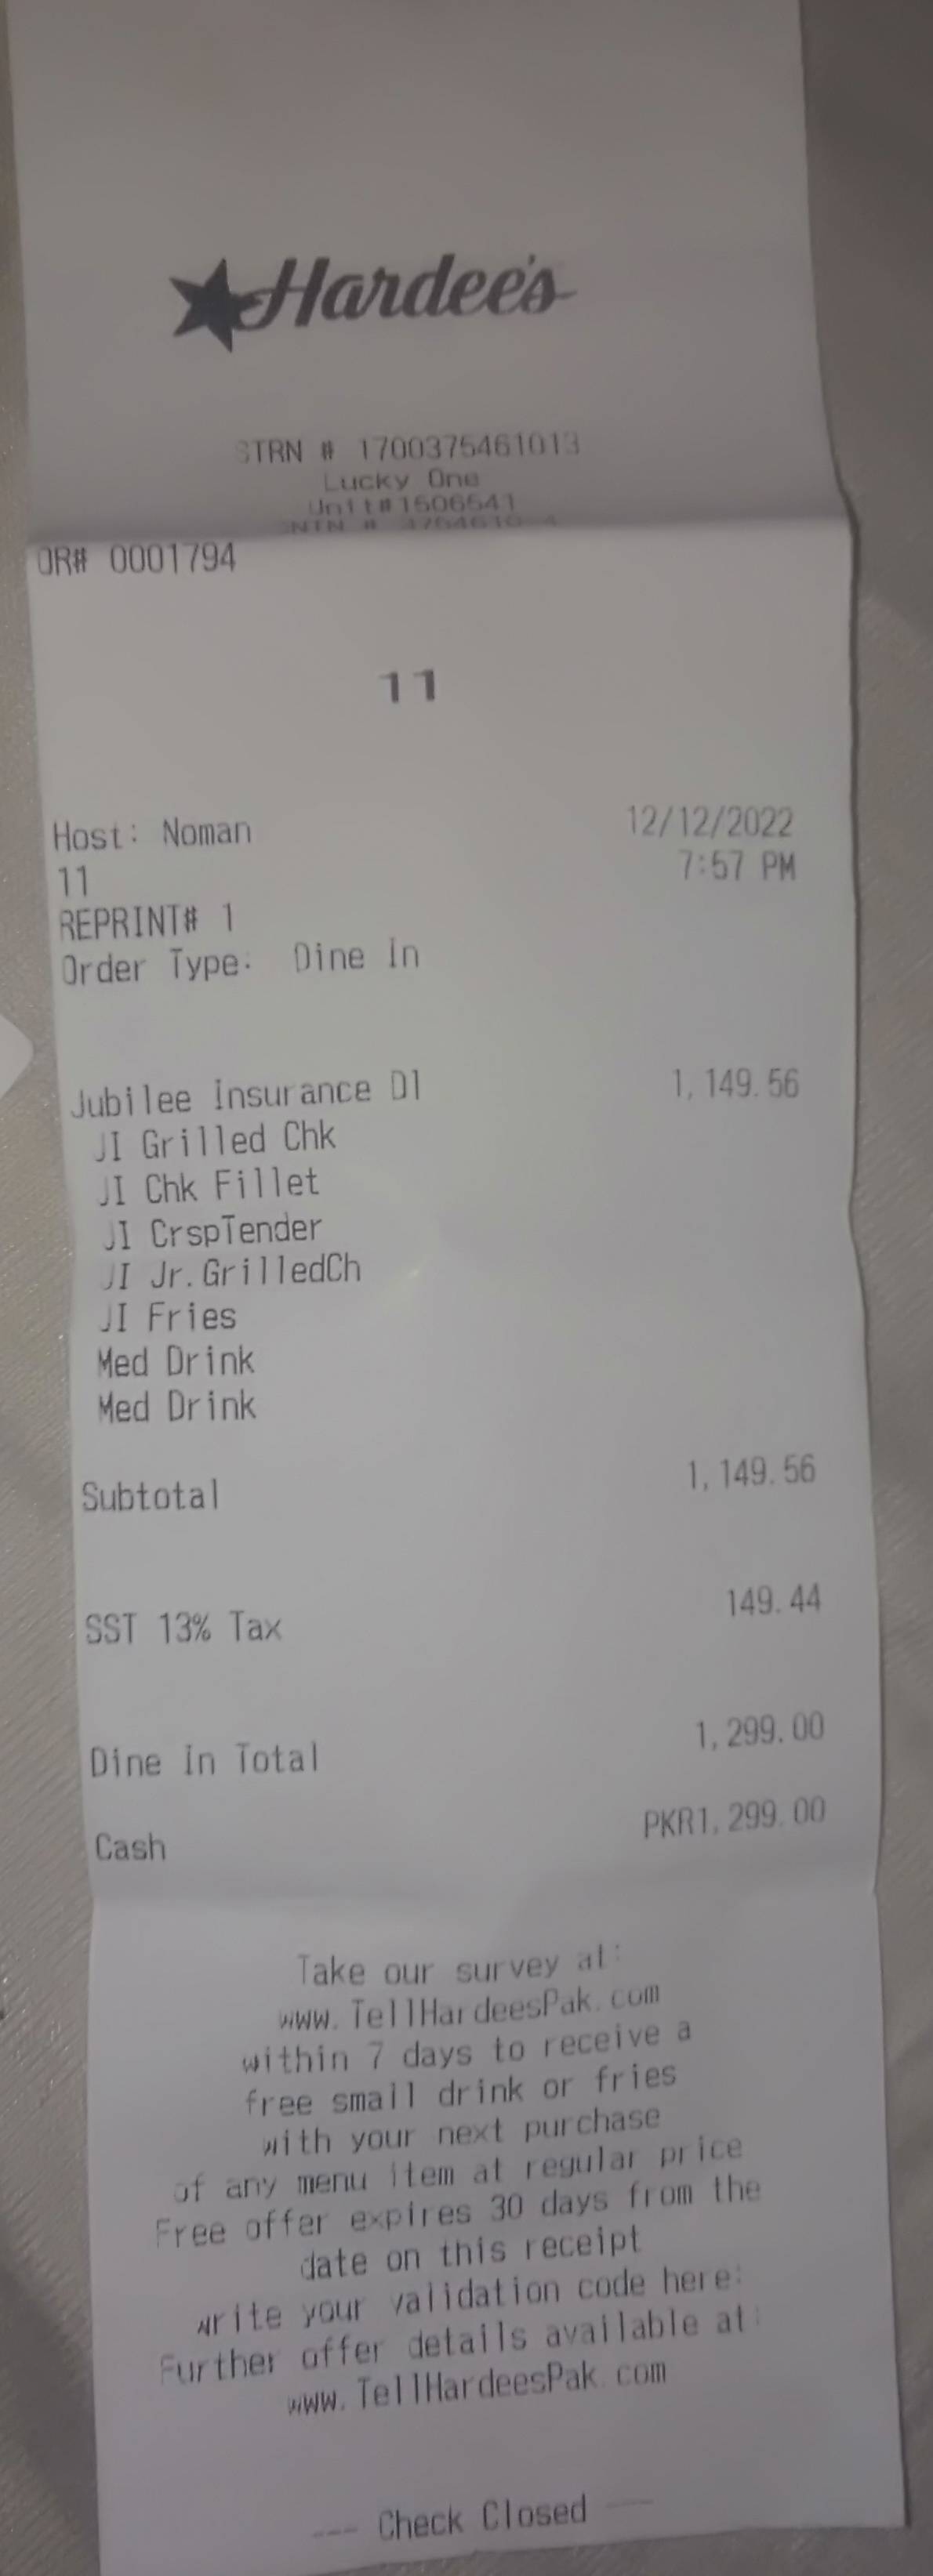 Hardee's
STRN # 1700375461013
Lucky One
Unit#1506541
SNTN #
OR# 0001794
11
Host: Noman 12/12/2022
11 7:57 PM
REPRINT# 1
Order Type: Dine In
Jubilee Insurance Dl 1,149.56
JI Grilled Chk
JI Chk Fillet
JI CrspTender
JI Jr.GrilledCh
JI Fries
Med Drink
Med Drink
Subtotal 1,149.56
SST 13% Tax 149.44
Dine In Total 1,299.00
Cash PKR1,299.00
Take our survey at:
www.TellHardeesPak.com
within 7 days to receive a
free small drink or fries
with your next purchase
of any menu item at regular price
Free offer expires 30 days from the
date on this receipt
write your validation code here:
Further offer details available at:
www.TellHardeesPak.com
--- Check Closed ---